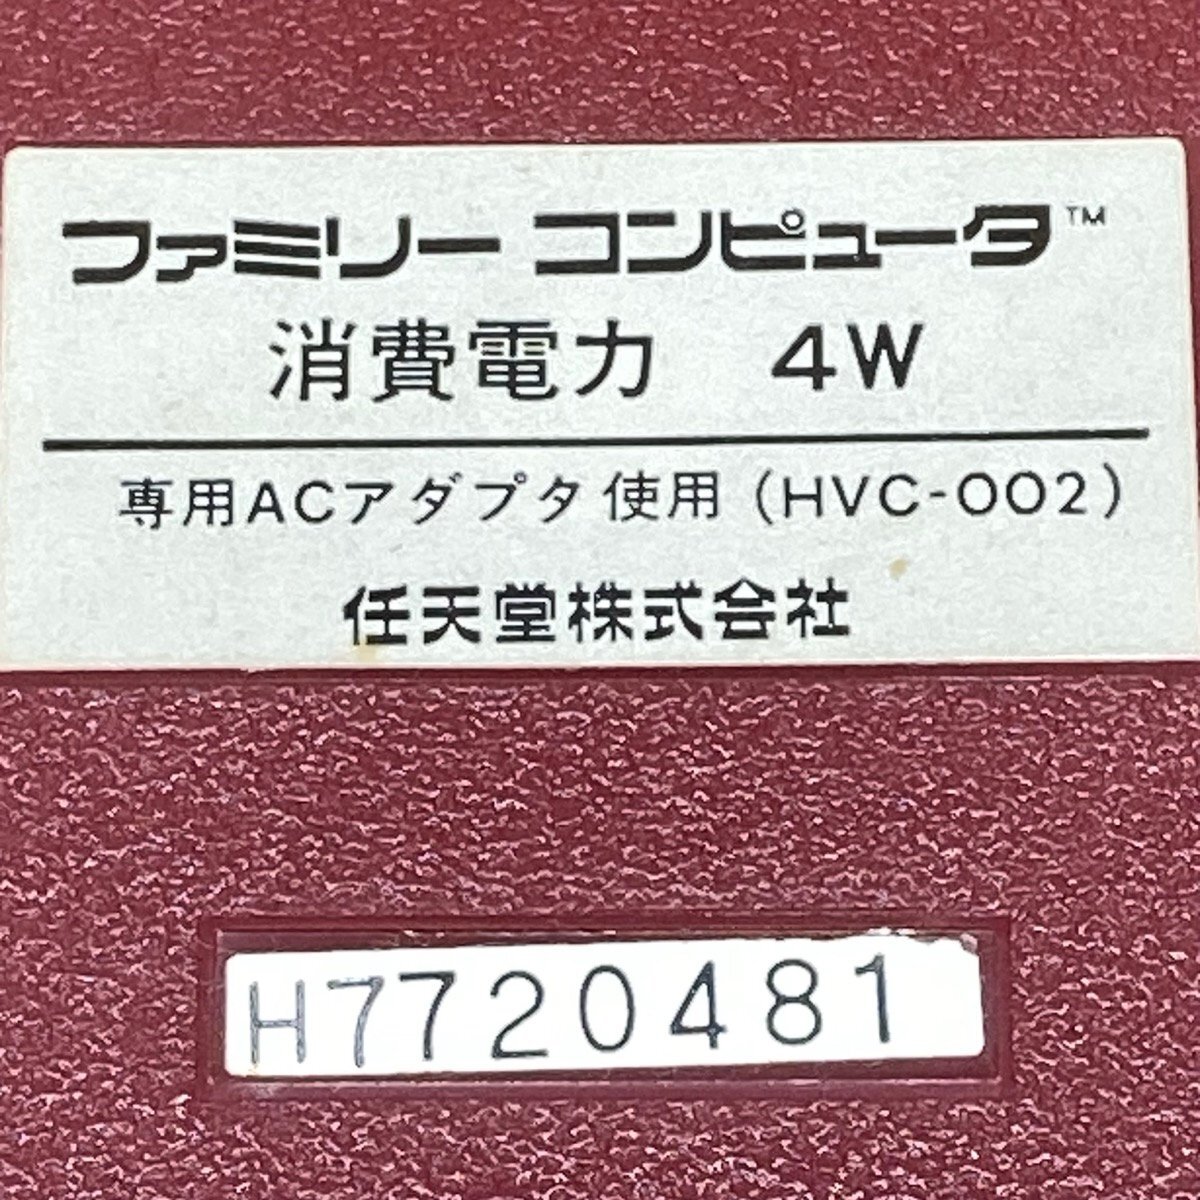 ファミリー コンピュータ™
消費電力 4W
専用ACアダプタ使用(HVC-002)
任天堂株式会社
H7720481